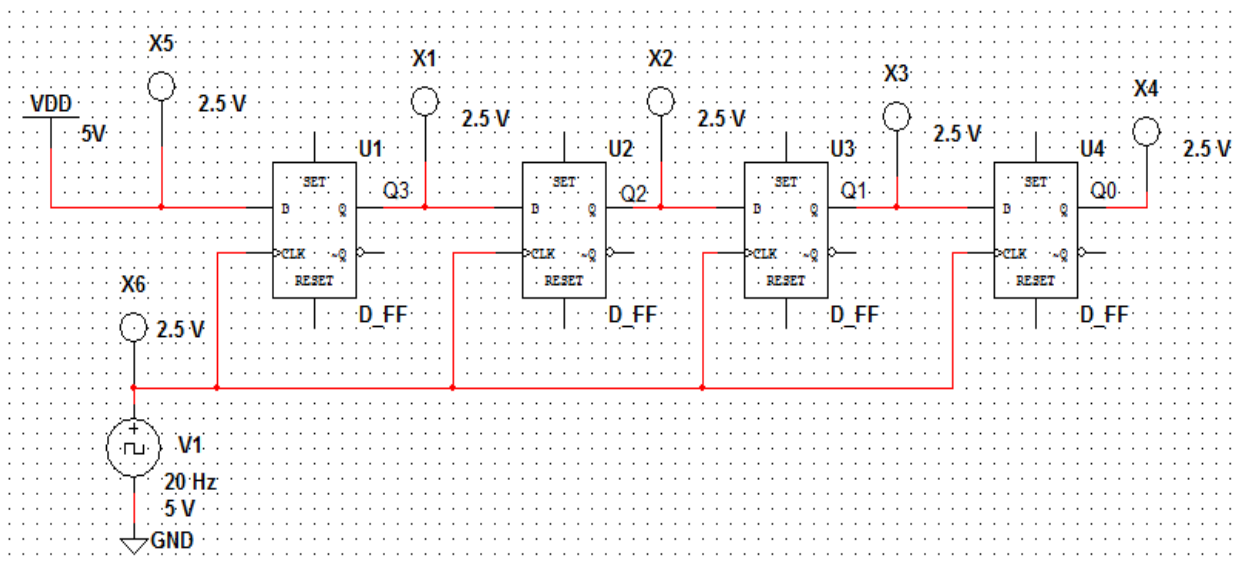 X5
X1
X2
X3
X4
VDD
5V
2.5 V
2.5 V
2.5 V
2.5 V
2.5 V
U1
U2
U3
U4
SET
SET
SET
SET
D
Q
Q3
D
Q
Q2
D
Q
Q1
D
Q
Q0
CLK
~Q
CLK
~Q
CLK
~Q
CLK
~Q
RESET
RESET
RESET
RESET
D_FF
D_FF
D_FF
D_FF
X6
2.5 V
V1
20 Hz
5 V
GND